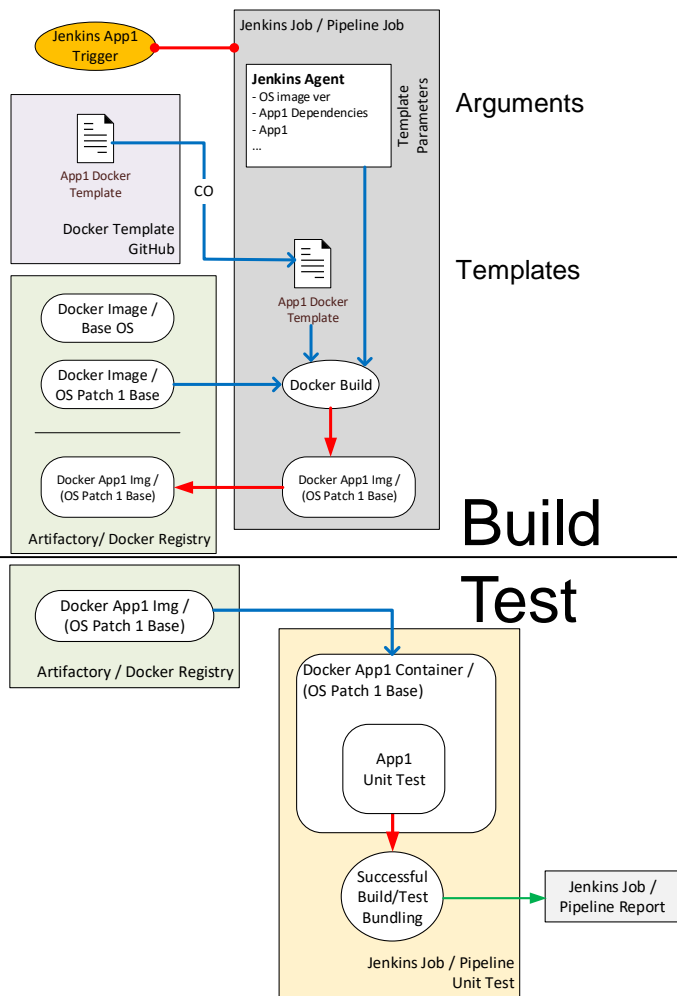 Jenkins App1
Trigger
Jenkins Job / Pipeline Job
Jenkins Agent
- OS image ver
- App1 Dependencies
- App1
...
Template
Parameters
Arguments
App1 Docker
Template
CO
Docker Template
GitHub
App1 Docker
Template
Templates
Docker Image /
Base OS
Docker Image /
OS Patch 1 Base
Docker Build
Docker App1 Img /
(OS Patch 1 Base)
Docker App1 Img /
(OS Patch 1 Base)
Artifactory/ Docker Registry
Build
Test
Docker App1 Img /
(OS Patch 1 Base)
Artifactory / Docker Registry
Docker App1 Container /
(OS Patch 1 Base)
App1
Unit Test
Successful
Build/Test
Bundling
Jenkins Job /
Pipeline Report
Jenkins Job / Pipeline
Unit Test